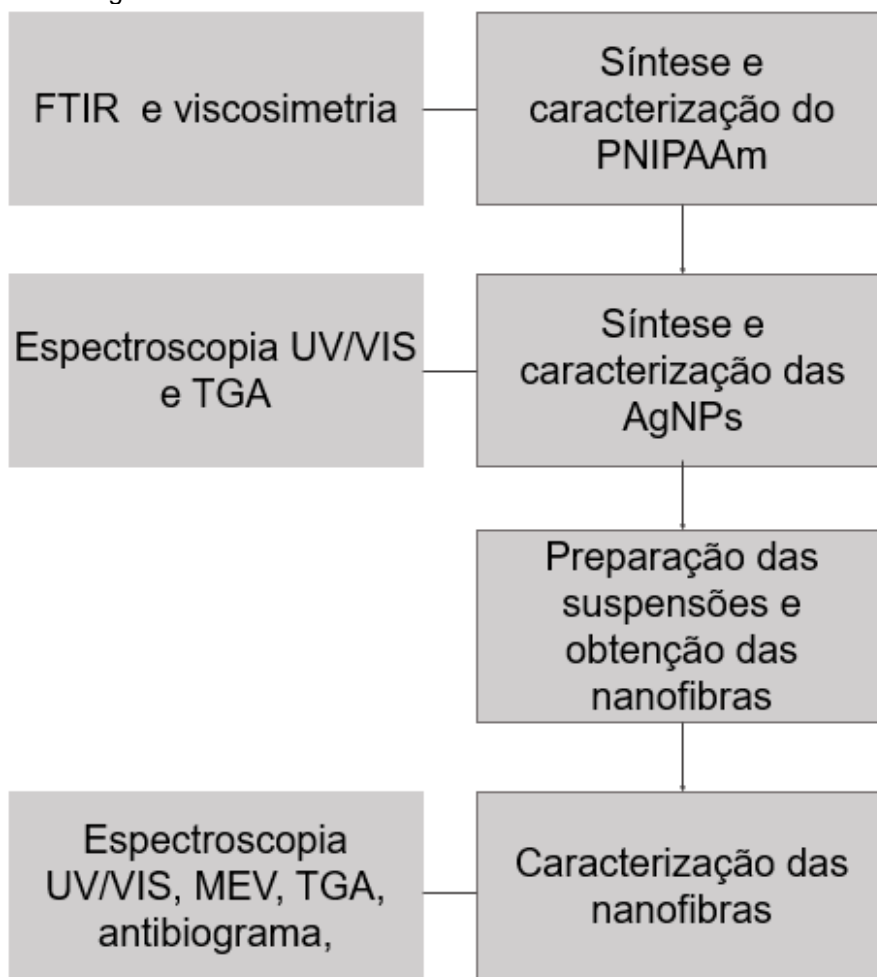 FTIR e viscosimetria
Síntese e
caracterização do
PNIPAAm
Espectroscopia UV/VIS
e TGA
Síntese e
caracterização das
AgNPs
Preparação das
suspensões e
obtenção das
nanofibras
Espectroscopia
UV/VIS, MEV, TGA,
antibiograma,
Caracterização das
nanofibras